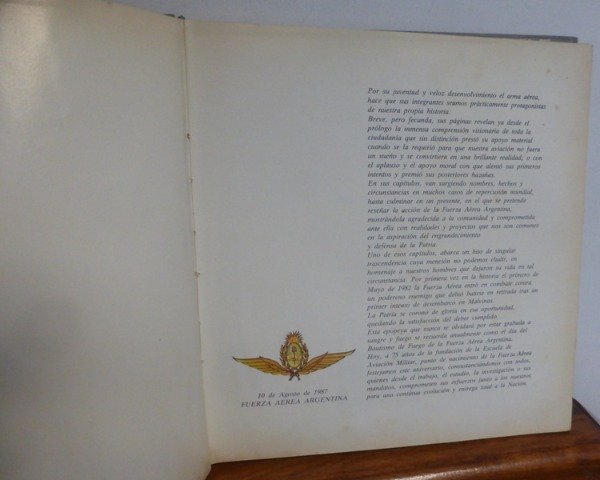 Por su juventud y veloz desenvolvimiento el arma aérea,
hace que sus integrantes seamos prácticamente protagonistas
de nuestra propia historia.
Breve, pero fecunda, sus páginas revelan ya desde el
prólogo la inmensa comprensión visionaria de toda la
ciudadanía que sin distinción prestó su apoyo material
cuando se la requirió para que nuestra aviación no fuera
un sueño y se convirtiera en una brillante realidad; o con
el aplauso y el apoyo moral con que alentó sus primeros
intentos y premió sus posteriores hazañas.
En sus capítulos, van surgiendo nombres, hechos y
circunstancias en muchos casos de repercusión mundial,
hasta culminar en un presente, en el que se pretende
reseñar la acción de la Fuerza Aérea Argentina,
mostrándola agradecida a la comunidad y comprometida
ante ella con realidades y proyectos que nos son comunes
en la aspiración del engrandecimiento
y defensa de la Patria.
Uno de esos capítulos, abarca un hito de singular
trascendencia cuya mención no podemos eludir, en
homenaje a nuestros hombres que dejaron su vida en tal
circunstancia. Por primera vez en la historia el primero de
Mayo de 1982 la Fuerza Aérea entró en combate contra
un poderoso enemigo que debió batirse en retirada tras un
primer intento de desembarco en Malvinas.
La Patria se coronó de gloria en esa oportunidad,
quedando la satisfacción del deber cumplido.
Esta epopeya que nunca se olvidará por estar grabada a
sangre y fuego se recuerda anualmente como el día del
Bautismo de Fuego de la Fuerza Aérea Argentina.
Hoy, a 75 años de la fundación de la Escuela de
Aviación Militar, punto de nacimiento de la Fuerza Aérea
festejamos este aniversario, consustanciándonos con todos,
quienes desde el trabajo, el estudio, la investigación o sus
mandatos, comprometen sus esfuerzos junto a los nuestros
para una continua evolución y entrega total a la Nación.
10 de Agosto de 1987
FUERZA AEREA ARGENTINA